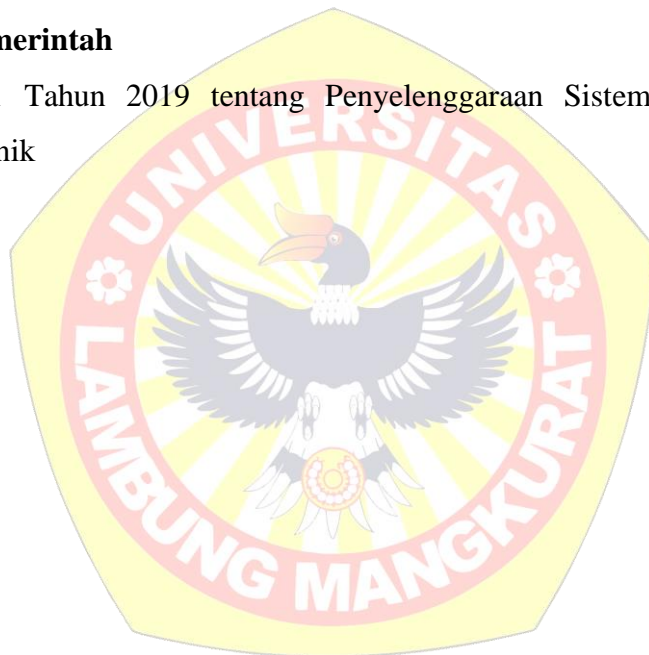 merintah
Tahun 2019 tentang Penyelenggaraan Sistem
nik
UNIVERSITAS
LAMBUNG MANGKURAT